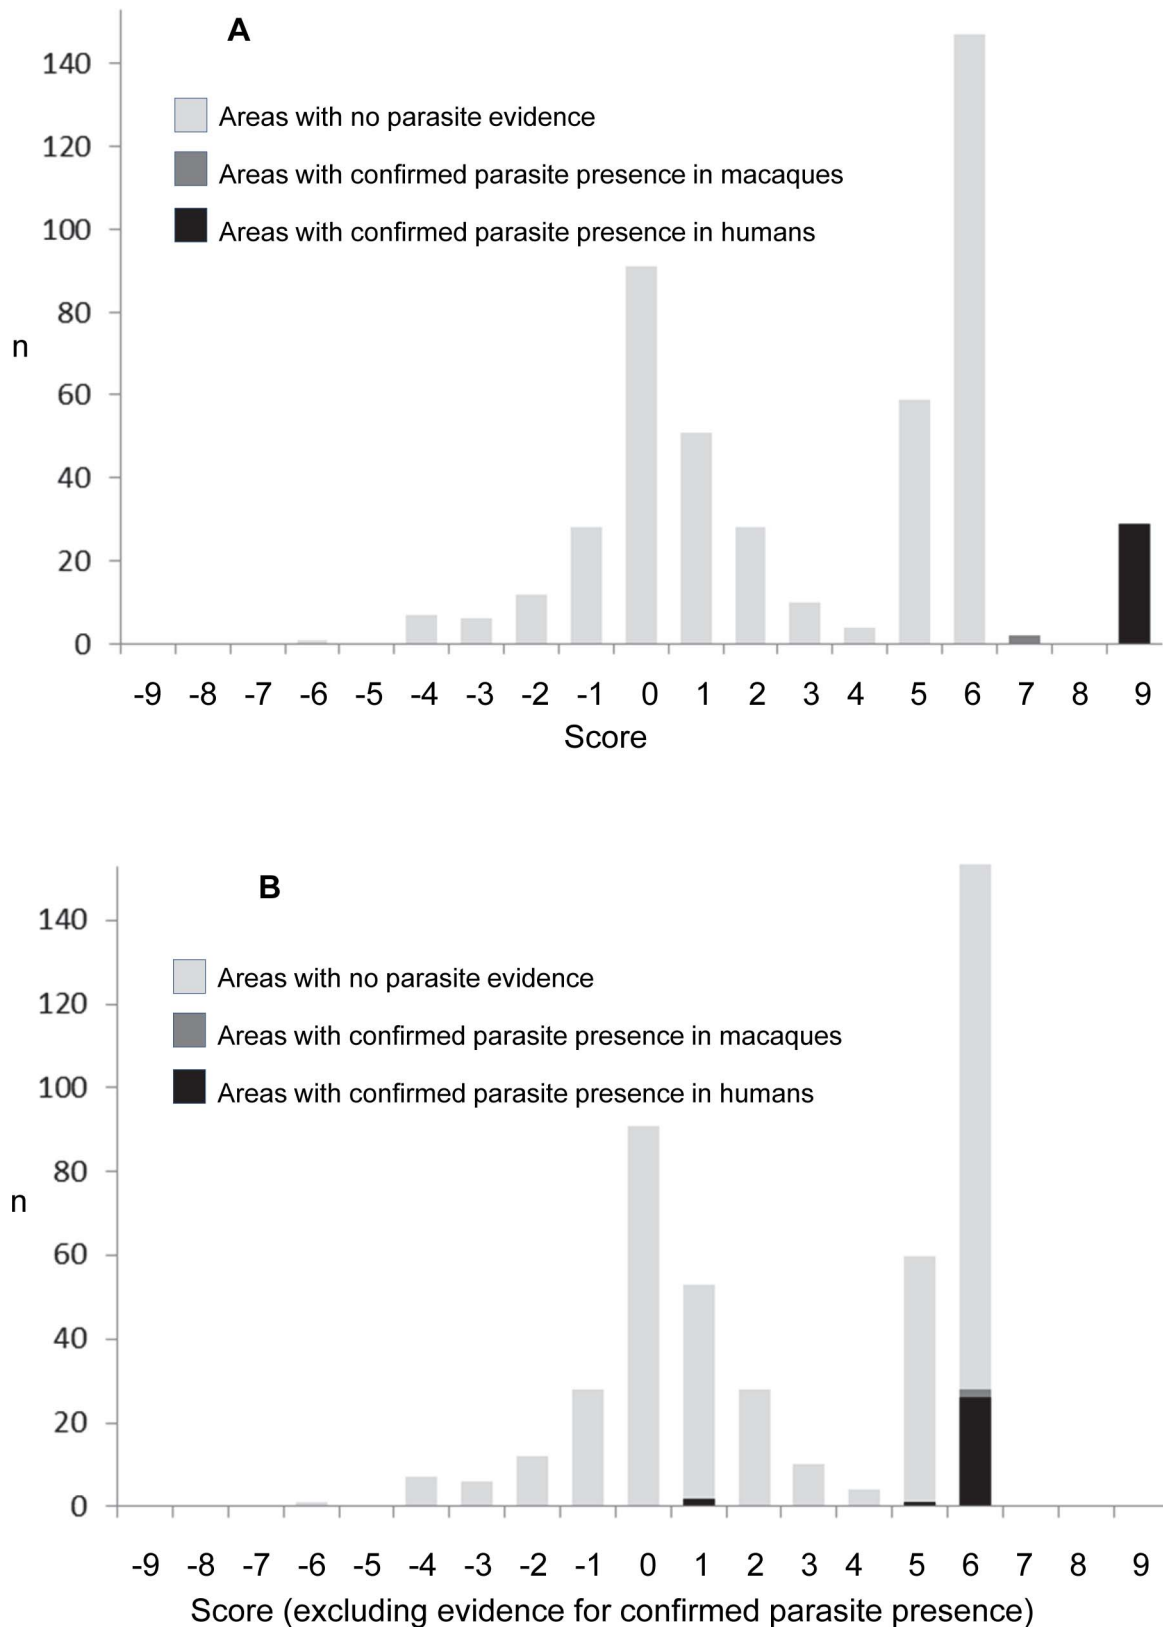 A
140
120
100
80
60
40
20
0
n
Areas with no parasite evidence
Areas with confirmed parasite presence in macaques
Areas with confirmed parasite presence in humans
-9 -8 -7 -6 -5 -4 -3 -2 -1 0 1 2 3 4 5 6 7 8 9
Score
B
140
120
100
80
60
40
20
0
n
Areas with no parasite evidence
Areas with confirmed parasite presence in macaques
Areas with confirmed parasite presence in humans
-9 -8 -7 -6 -5 -4 -3 -2 -1 0 1 2 3 4 5 6 7 8 9
Score (excluding evidence for confirmed parasite presence)